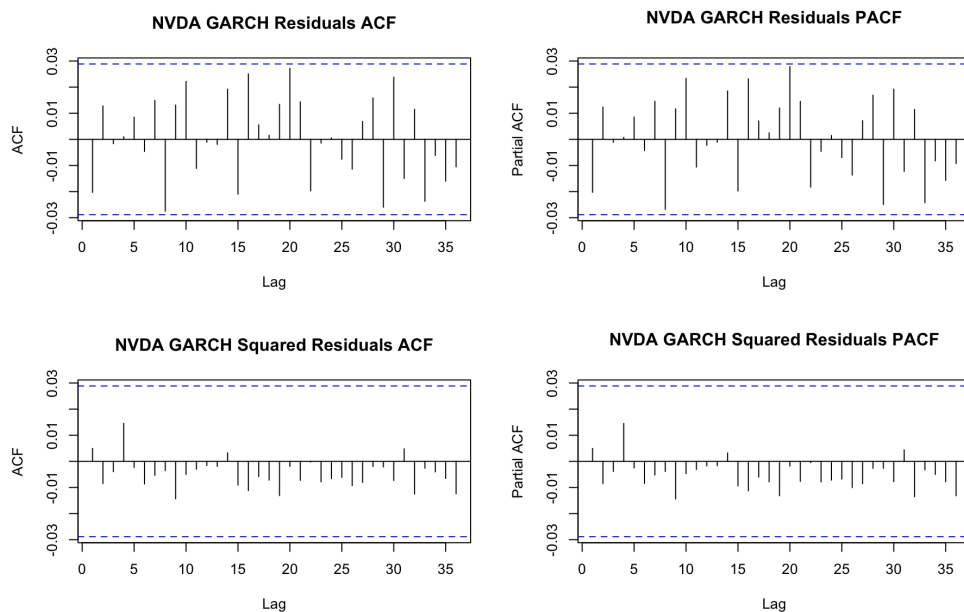 NVDA GARCH Residuals ACF
ACF
0.03
0.01
-0.01
-0.03
0 5 10 15 20 25 30 35
Lag
NVDA GARCH Residuals PACF
Partial ACF
0.03
0.01
-0.01
-0.03
0 5 10 15 20 25 30 35
Lag
NVDA GARCH Squared Residuals ACF
ACF
0.03
0.01
-0.01
-0.03
0 5 10 15 20 25 30 35
Lag
NVDA GARCH Squared Residuals PACF
Partial ACF
0.03
0.01
-0.01
-0.03
0 5 10 15 20 25 30 35
Lag